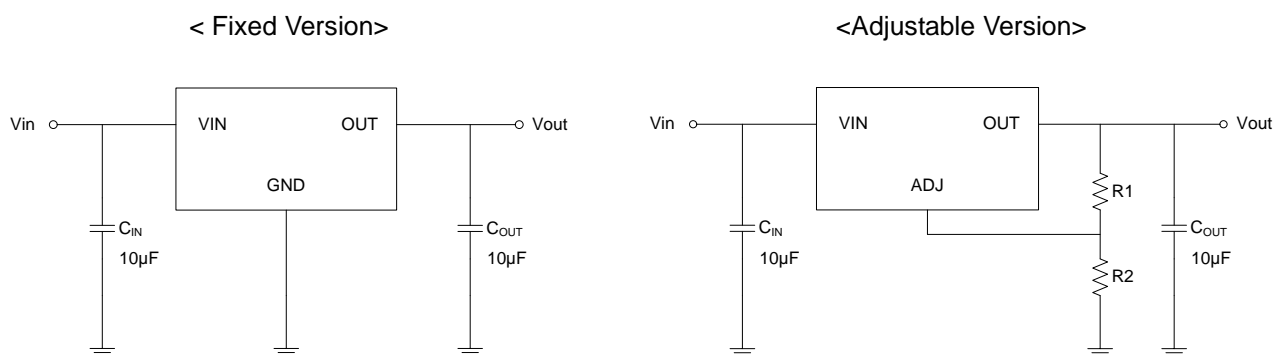 < Fixed Version>
Vin
VIN
OUT
Vout
GND
CIN
10µF
COUT
10µF
<Adjustable Version>
Vin
VIN
OUT
Vout
ADJ
R1
CIN
10µF
COUT
10µF
R2